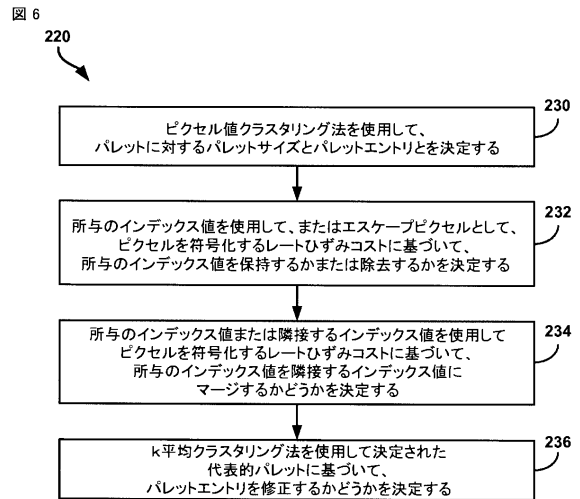 図 6
220
230
ピクセル値クラスタリング法を使用して、
パレットに対するパレットサイズとパレットエントリとを決定する
232
所与のインデックス値を使用して、またはエスケープピクセルとして、
ピクセルを符号化するレートひずみコストに基づいて、
所与のインデックス値を保持するかまたは除去するかを決定する
234
所与のインデックス値または隣接するインデックス値を使用して
ピクセルを符号化するレートひずみコストに基づいて、
所与のインデックス値を隣接するインデックス値に
マージするかどうかを決定する
236
k平均クラスタリング法を使用して決定された
代表的パレットに基づいて、
パレットエントリを修正するかどうかを決定する